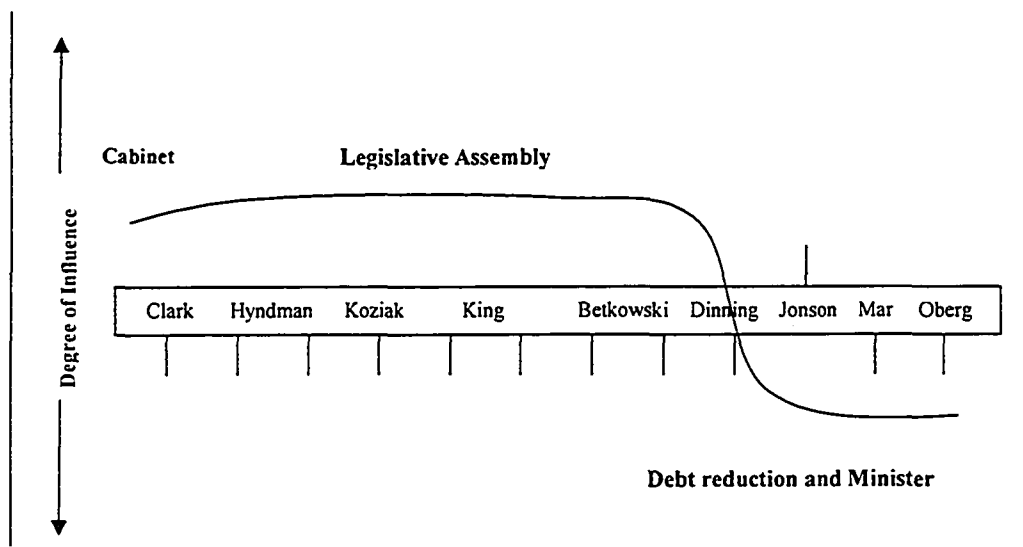 Cabinet
Legislative Assembly
Degree of Influence
Clark Hyndman Koziak King Betkowski Dinning Jonson Mar Oberg
Debt reduction and Minister